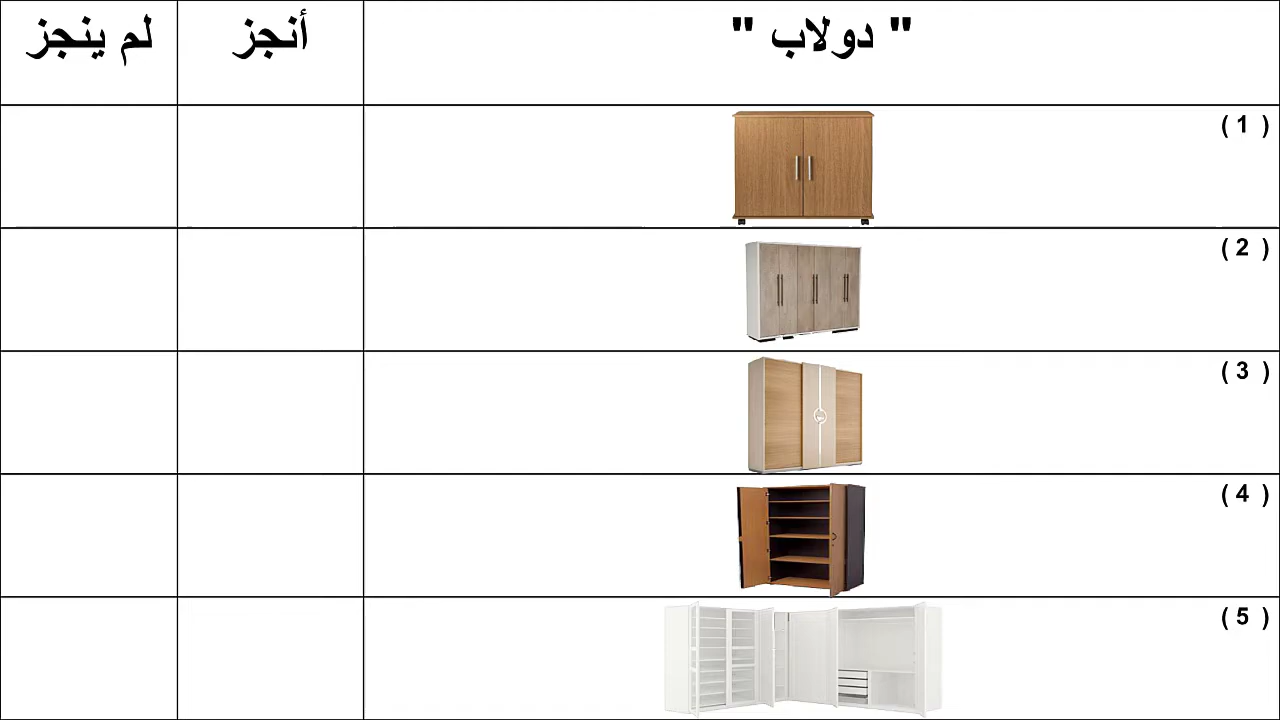 " دولاب " أنجز لم ينجز
( 1 )
( 2 )
( 3 )
( 4 )
( 5 )